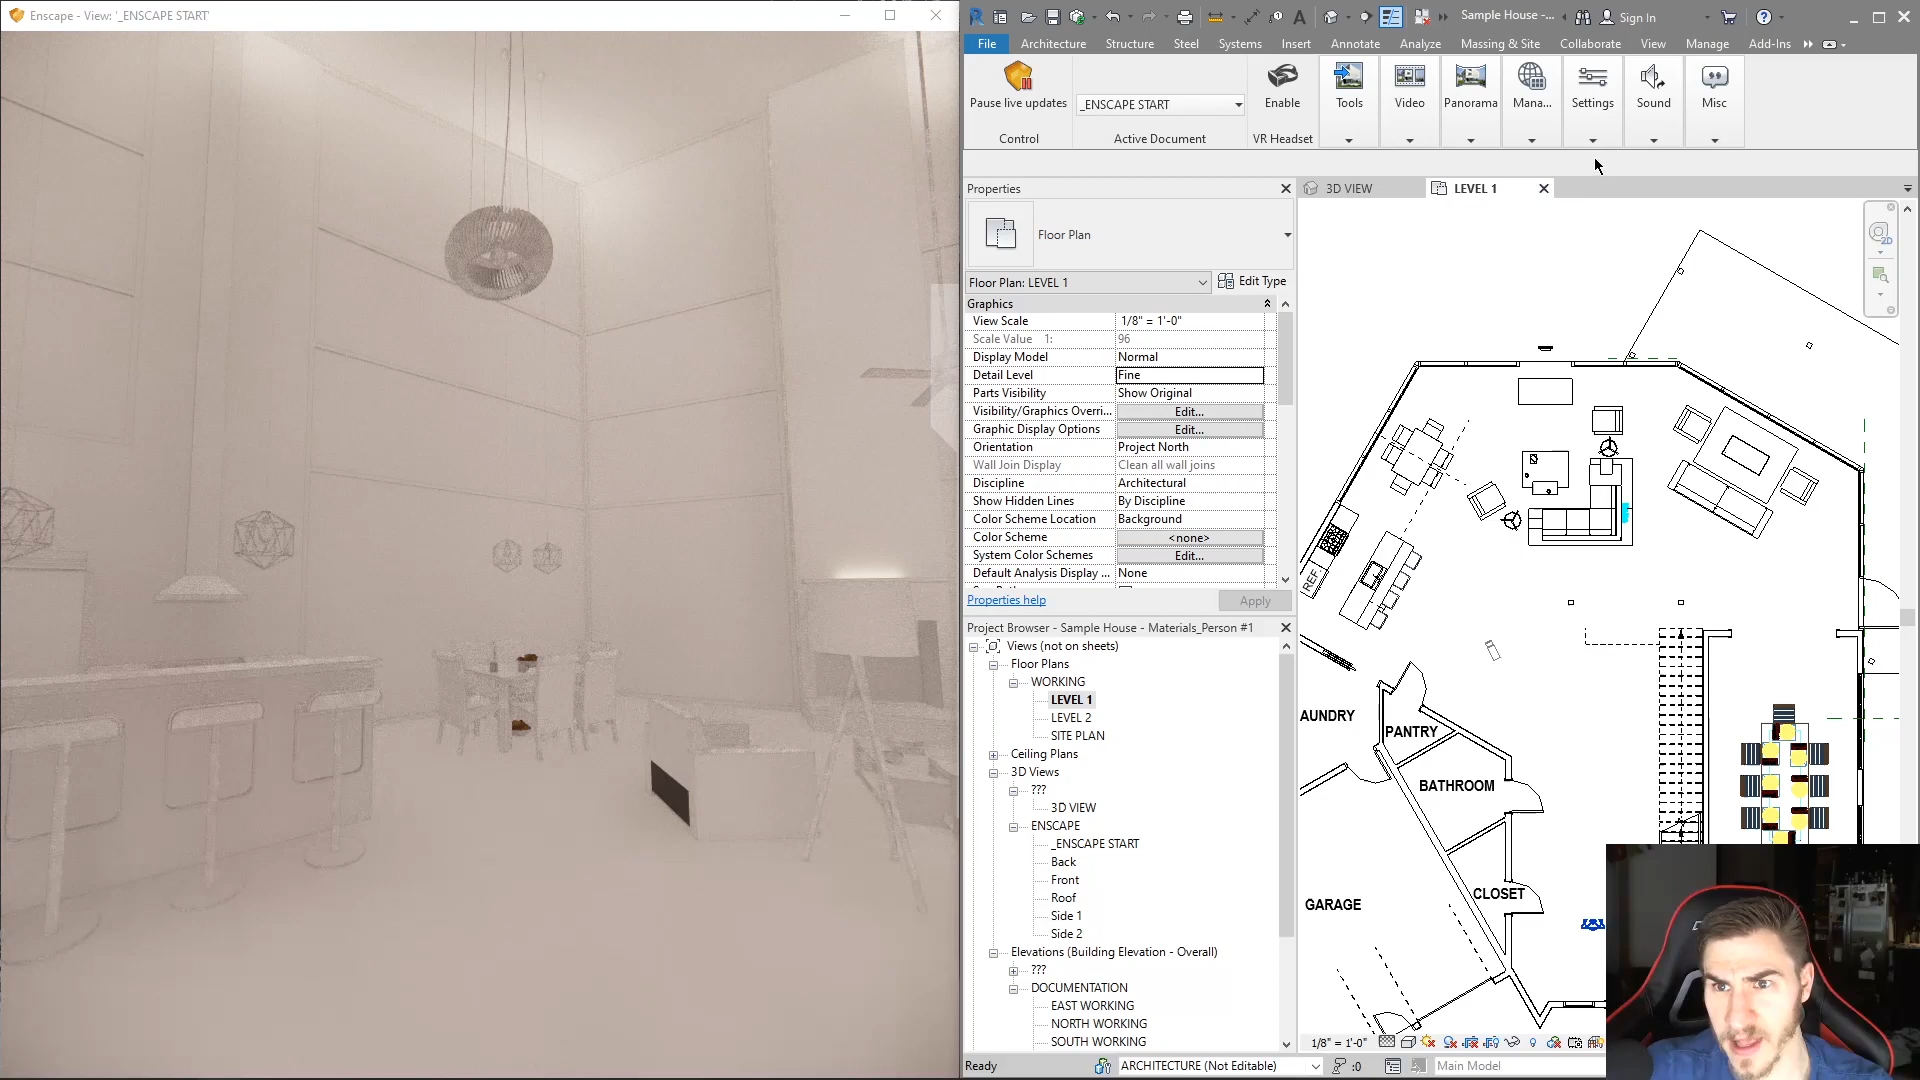 Enscape - View: '_ENSCAPE START'
Sample House -...
Sign In
File
Architecture
Structure
Steel
Systems
Insert
Annotate
Analyze
Massing & Site
Collaborate
View
Manage
Add-Ins
Pause live updates
_ENSCAPE START
Enable
Tools
Video
Panorama
Mana...
Settings
Sound
Misc
Control
Active Document
VR Headset
Properties
3D VIEW
LEVEL 1
Floor Plan
Floor Plan: LEVEL 1
Edit Type
Graphics
View Scale 1/8" = 1'-0"
Scale Value 1: 96
Display Model Normal
Detail Level Fine
Parts Visibility Show Original
Visibility/Graphics Overri... Edit...
Graphic Display Options Edit...
Orientation Project North
Wall Join Display Clean all wall joins
Discipline Architectural
Show Hidden Lines By Discipline
Color Scheme Location Background
Color Scheme <none>
System Color Schemes Edit...
Default Analysis Display ... None
Properties help
Apply
Project Browser - Sample House - Materials_Person #1
Views (not on sheets)
Floor Plans
WORKING
LEVEL 1
LEVEL 2
SITE PLAN
Ceiling Plans
3D Views
???
3D VIEW
ENSCAPE
_ENSCAPE START
Back
Front
Roof
Side 1
Side 2
Elevations (Building Elevation - Overall)
???
DOCUMENTATION
EAST WORKING
NORTH WORKING
SOUTH WORKING
2D
REF.
AUNDRY
PANTRY
BATHROOM
CLOSET
GARAGE
1/8" = 1'-0"
Ready
ARCHITECTURE (Not Editable)
:0
Main Model